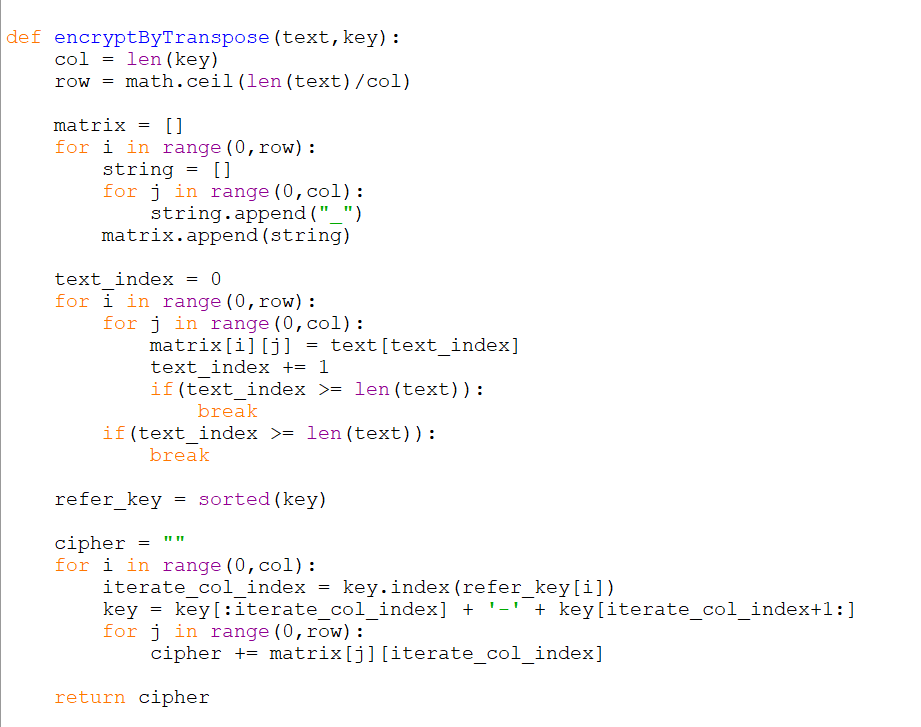 def encryptByTranspose(text,key):
    col = len(key)
    row = math.ceil(len(text)/col)

    matrix = []
    for i in range(0,row):
        string = []
        for j in range(0,col):
            string.append("_")
        matrix.append(string)

    text_index = 0
    for i in range(0,row):
        for j in range(0,col):
            matrix[i][j] = text[text_index]
            text_index += 1
            if(text_index >= len(text)):
                break
        if(text_index >= len(text)):
            break

    refer_key = sorted(key)

    cipher = ""
    for i in range(0,col):
        iterate_col_index = key.index(refer_key[i])
        key = key[:iterate_col_index] + '-' + key[iterate_col_index+1:]
        for j in range(0,row):
            cipher += matrix[j][iterate_col_index]

    return cipher